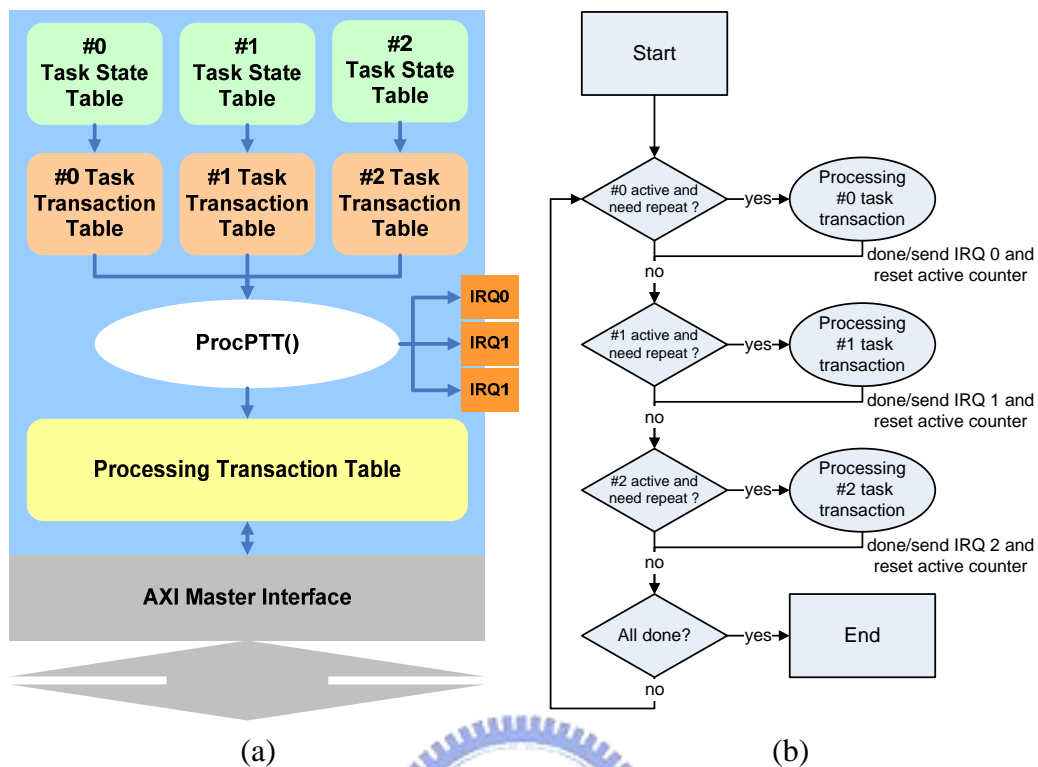 #0
Task State
Table
#1
Task State
Table
#2
Task State
Table
#0 Task
Transaction
Table
#1 Task
Transaction
Table
#2 Task
Transaction
Table
IRQ0
IRQ1
IRQ1
ProcPTT()
Processing Transaction Table
AXI Master Interface
(a)
Start
#0 active and
need repeat ?
yes
Processing
#0 task
transaction
done/send IRQ 0 and
reset active counter
no
#1 active and
need repeat ?
yes
Processing
#1 task
transaction
done/send IRQ 1 and
reset active counter
no
#2 active and
need repeat ?
yes
Processing
#2 task
transaction
done/send IRQ 2 and
reset active counter
no
All done?
yes
End
no
(b)